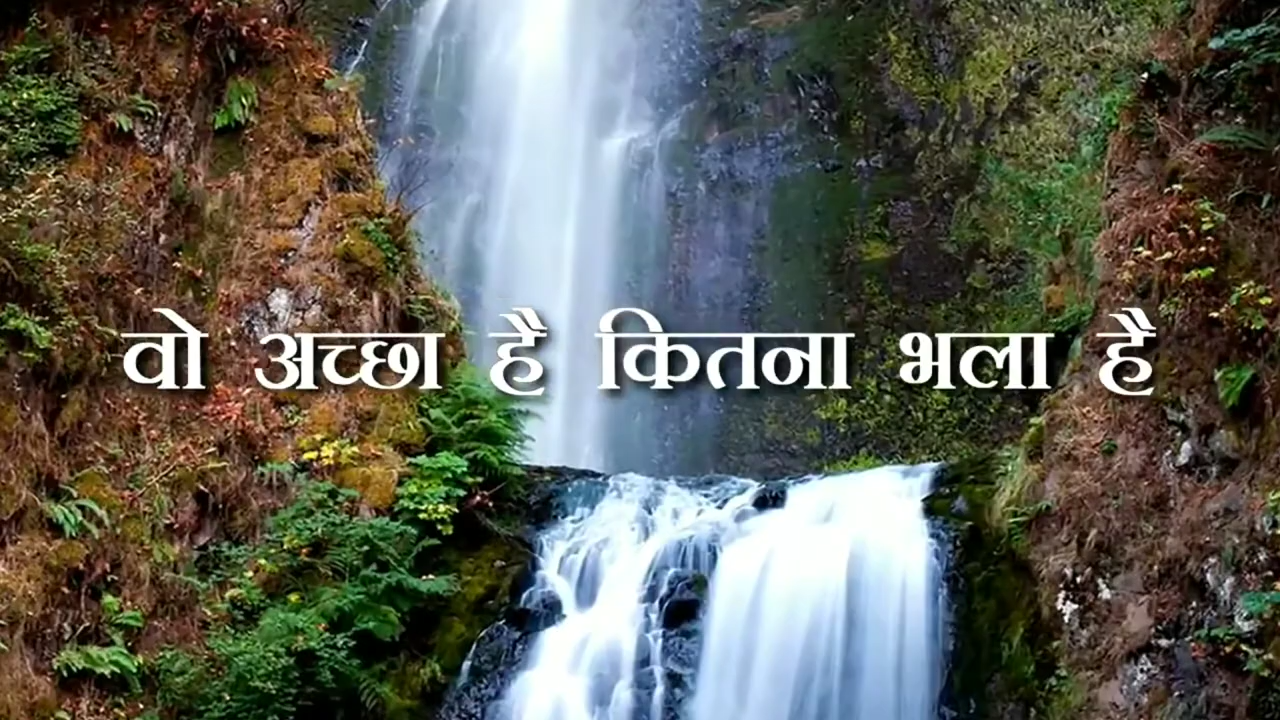 वो अच्छा है कितना भला है